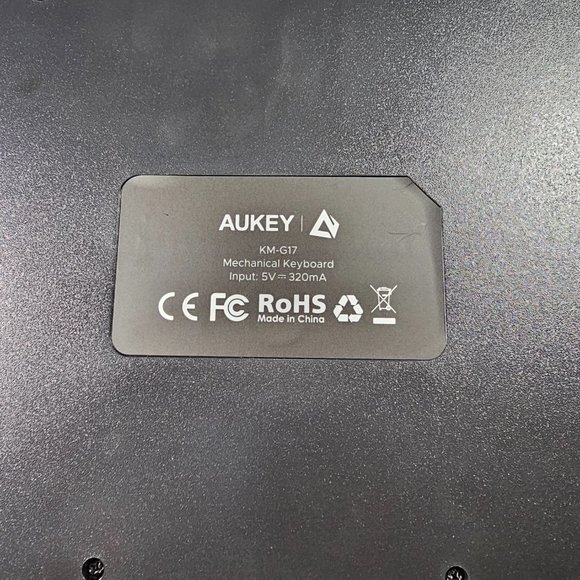 AUKEY
KM-G17
Mechanical Keyboard
Input: 5V⎓320mA
CE FC RoHS
Made in China